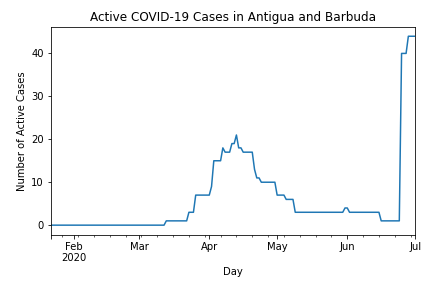 Active COVID-19 Cases in Antigua and Barbuda
Number of Active Cases
40
30
20
10
0
Feb
2020
Mar
Apr
May
Jun
Jul
Day